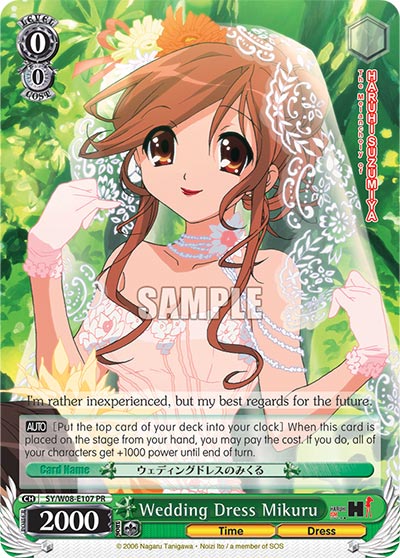 LEVEL
0
0
COST
The Melancholy of
HARUHI SUZUMIYA
SAMPLE
I'm rather inexperienced, but my best regards for the future.
AUTO [Put the top card of your deck into your clock] When this card is
placed on the stage from your hand, you may pay the cost. If you do, all of
your characters get +1000 power until end of turn.
Card Name
ウェディングドレスのみくる
CH SY/W08-E107 PR
POWER
2000
Wedding Dress Mikuru
Time
Dress
© 2006 Nagaru Tanigawa • Noizi Ito / a member of SOS